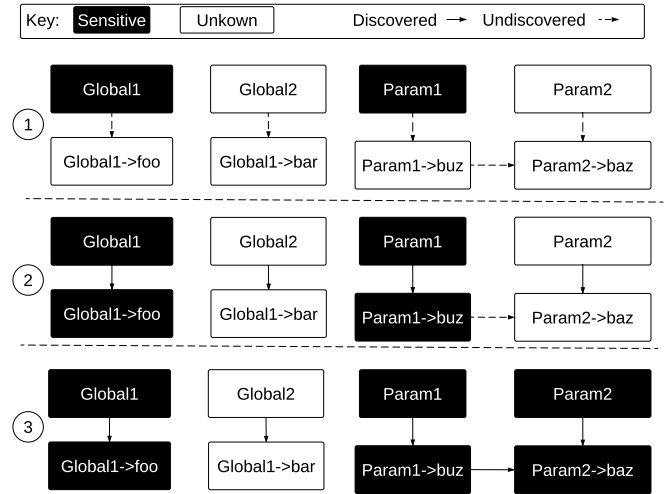 Key: Sensitive Unkown Discovered Undiscovered
Global1 Global2 Param1 Param2
1
Global1->foo Global1->bar Param1->buz Param2->baz
Global1 Global2 Param1 Param2
2
Global1->foo Global1->bar Param1->buz Param2->baz
Global1 Global2 Param1 Param2
3
Global1->foo Global1->bar Param1->buz Param2->baz